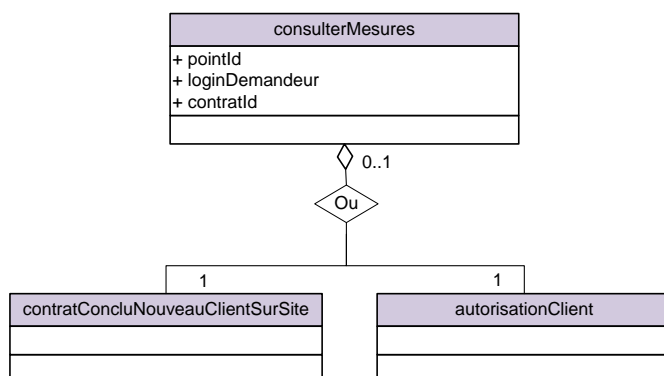 consulterMesures
+ pointId
+ loginDemandeur
+ contratId
0..1
Ou
1
1
contratConcluNouveauClientSurSite
autorisationClient